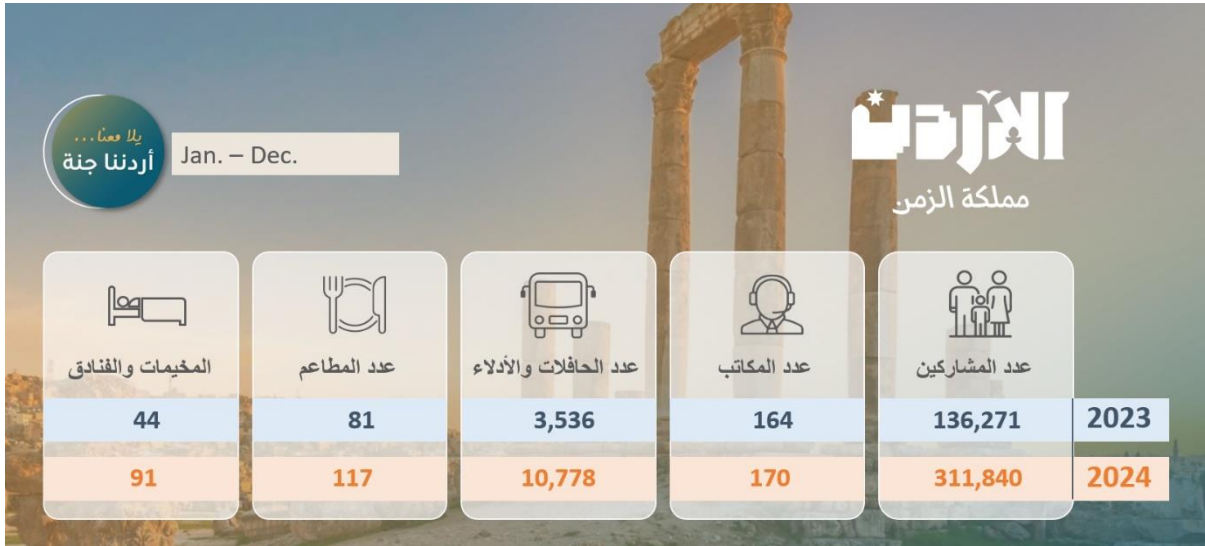 الأردن
مملكة الزمن
يلا معنا...
أردننا جنة
Jan. – Dec.
عدد المشاركين
عدد المكاتب
عدد الحافلات والأدلاء
عدد المطاعم
المخيمات والفنادق
2023 136,271 164 3,536 81 44
2024 311,840 170 10,778 117 91